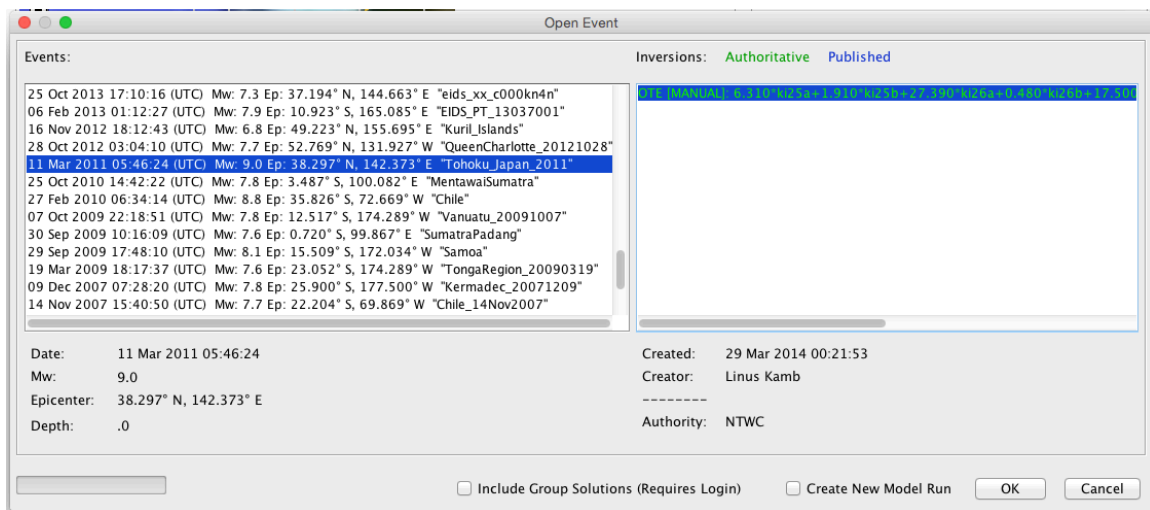 Open Event
Events:
25 Oct 2013 17:10:16 (UTC) Mw: 7.3 Ep: 37.194° N, 144.663° E "eids_xx_c000kn4n"
06 Feb 2013 01:12:27 (UTC) Mw: 7.9 Ep: 10.923° S, 165.085° E "EIDS_PT_13037001"
16 Nov 2012 18:12:43 (UTC) Mw: 6.8 Ep: 49.223° N, 155.695° E "Kuril_Islands"
28 Oct 2012 03:04:10 (UTC) Mw: 7.7 Ep: 52.769° N, 131.927° W "QueenCharlotte_20121028"
11 Mar 2011 05:46:24 (UTC) Mw: 9.0 Ep: 38.297° N, 142.373° E "Tohoku_Japan_2011"
25 Oct 2010 14:42:22 (UTC) Mw: 7.8 Ep: 3.487° S, 100.082° E "MentawaiSumatra"
27 Feb 2010 06:34:14 (UTC) Mw: 8.8 Ep: 35.826° S, 72.669° W "Chile"
07 Oct 2009 22:18:51 (UTC) Mw: 7.8 Ep: 12.517° S, 174.289° W "Vanuatu_20091007"
30 Sep 2009 10:16:09 (UTC) Mw: 7.6 Ep: 0.720° S, 99.867° E "SumatraPadang"
29 Sep 2009 17:48:10 (UTC) Mw: 8.1 Ep: 15.509° S, 172.034° W "Samoa"
19 Mar 2009 18:17:37 (UTC) Mw: 7.6 Ep: 23.052° S, 174.289° W "TongaRegion_20090319"
09 Dec 2007 07:28:20 (UTC) Mw: 7.8 Ep: 25.900° S, 177.500° W "Kermadec_20071209"
14 Nov 2007 15:40:50 (UTC) Mw: 7.7 Ep: 22.204° S, 69.869° W "Chile_14Nov2007"
Date: 11 Mar 2011 05:46:24
Mw: 9.0
Epicenter: 38.297° N, 142.373° E
Depth: .0
Inversions: Authoritative Published
OTE [MANUAL]: 6.310*ki25a+1.910*ki25b+27.390*ki26a+0.480*ki26b+17.500
Created: 29 Mar 2014 00:21:53
Creator: Linus Kamb
--------
Authority: NTWC
Include Group Solutions (Requires Login) Create New Model Run OK Cancel